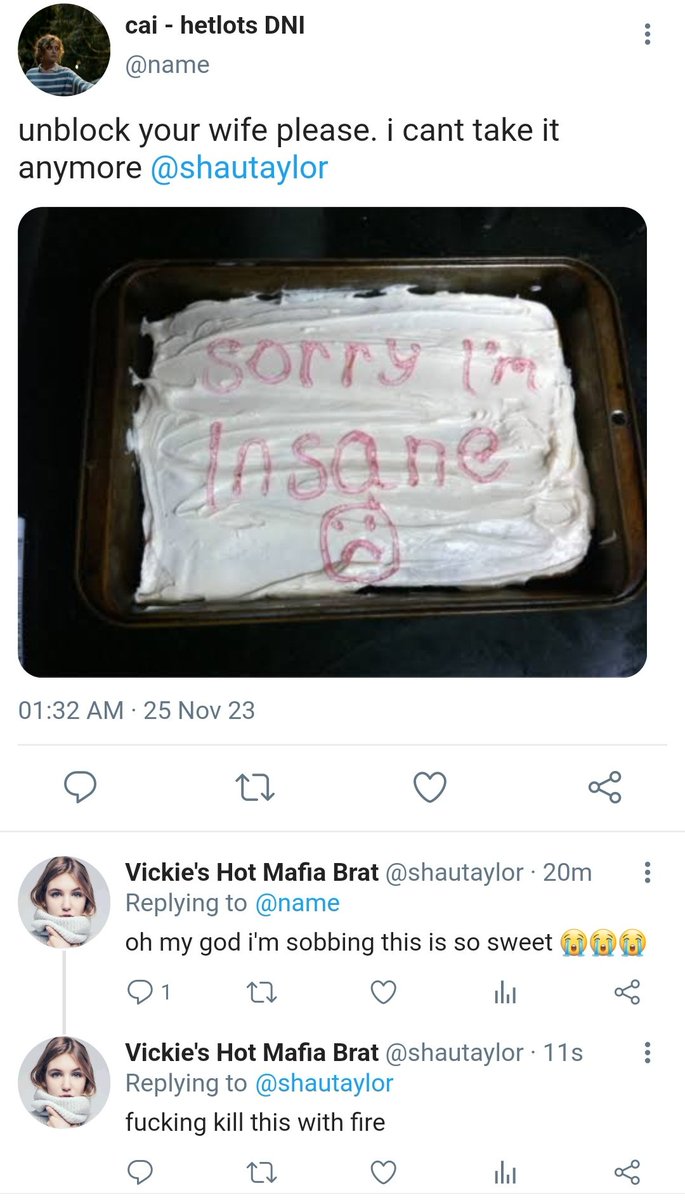 cai - hetlots DNI
@name
unblock your wife please. i cant take it
anymore @shautaylor
sorry I'm
Insane
01:32 AM · 25 Nov 23
Vickie's Hot Mafia Brat @shautaylor · 20m
Replying to @name
oh my god i'm sobbing this is so sweet 😭😭😭
1
Vickie's Hot Mafia Brat @shautaylor · 11s
Replying to @shautaylor
fucking kill this with fire